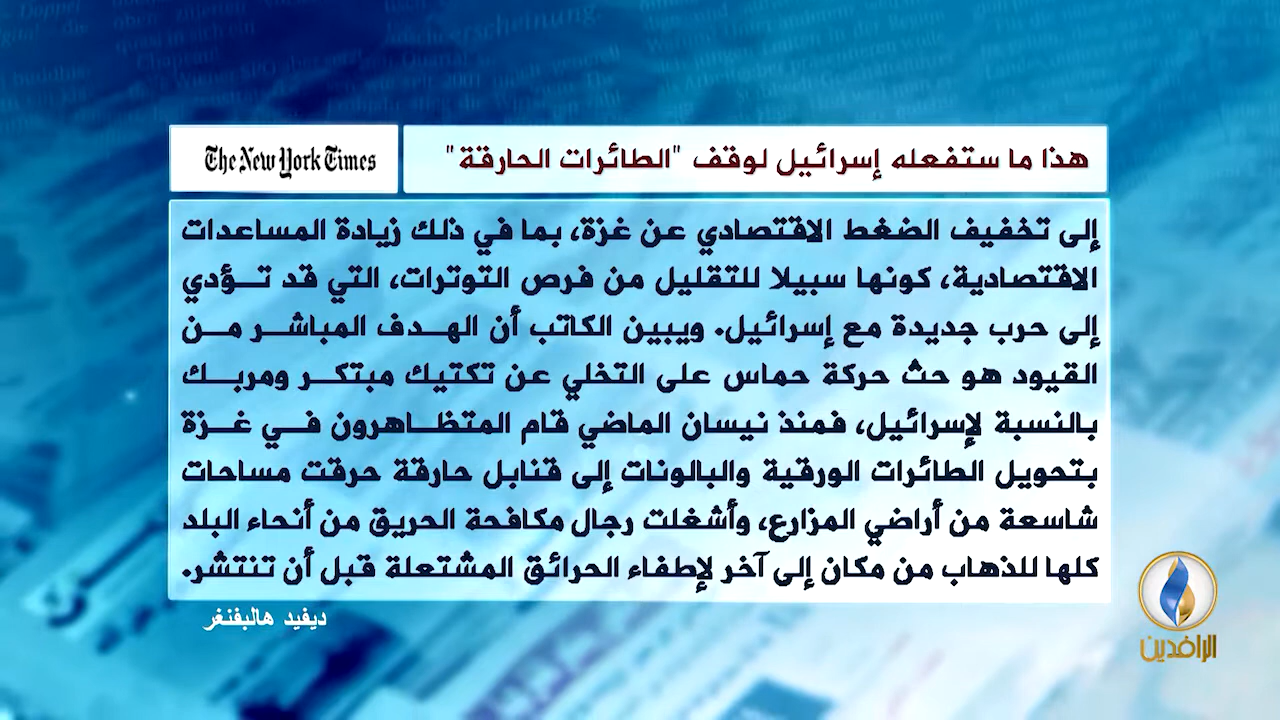 هذا ما ستفعله إسرائيل لوقف "الطائرات الحارقة"
The New York Times
إلى تخفيف الضغط الاقتصادي عن غزة، بما في ذلك زيادة المساعدات
الاقتصادية، كونها سبيلا للتقليل من فرص التوترات، التي قد تـؤدي
إلى حرب جديدة مع إسرائيل. ويبين الكاتب أن الهـدف المباشـر مـن
القيود هو حث حركة حماس على التخلي عن تكتيك مبتكـر ومربـك
بالنسبة لإسرائيل، فمنذ نيسان الماضي قام المتظـاهرون فـي غـزة
بتحويل الطائرات الورقية والبالونات إلى قنابل حارقة حرقت مساحات
شاسعة من أراضي المزارع، وأشغلت رجال مكافحة الحريق من أنحاء البلد
كلها للذهاب من مكان إلى آخر لإطفاء الحرائق المشتعلة قبل أن تنتشر.
ديفيد هالبفنغر
الرافدين